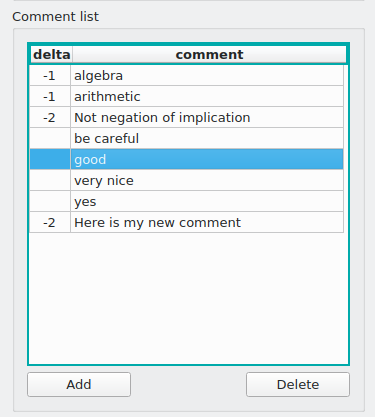 Comment list
delta comment
-1 algebra
-1 arithmetic
-2 Not negation of implication
be careful
good
very nice
yes
-2 Here is my new comment
Add Delete